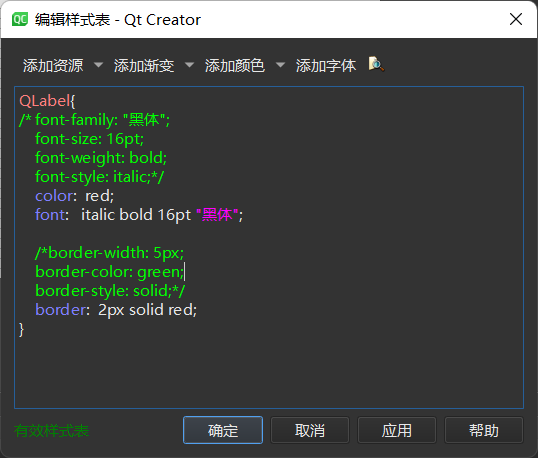 QC 编辑样式表 - Qt Creator
添加资源 添加渐变 添加颜色 添加字体
QLabel{
/* font-family: "黑体";
font-size: 16pt;
font-weight: bold;
font-style: italic;*/
color: red;
font: italic bold 16pt "黑体";
/*border-width: 5px;
border-color: green;
border-style: solid;*/
border: 2px solid red;
}
有效样式表 确定 取消 应用 帮助